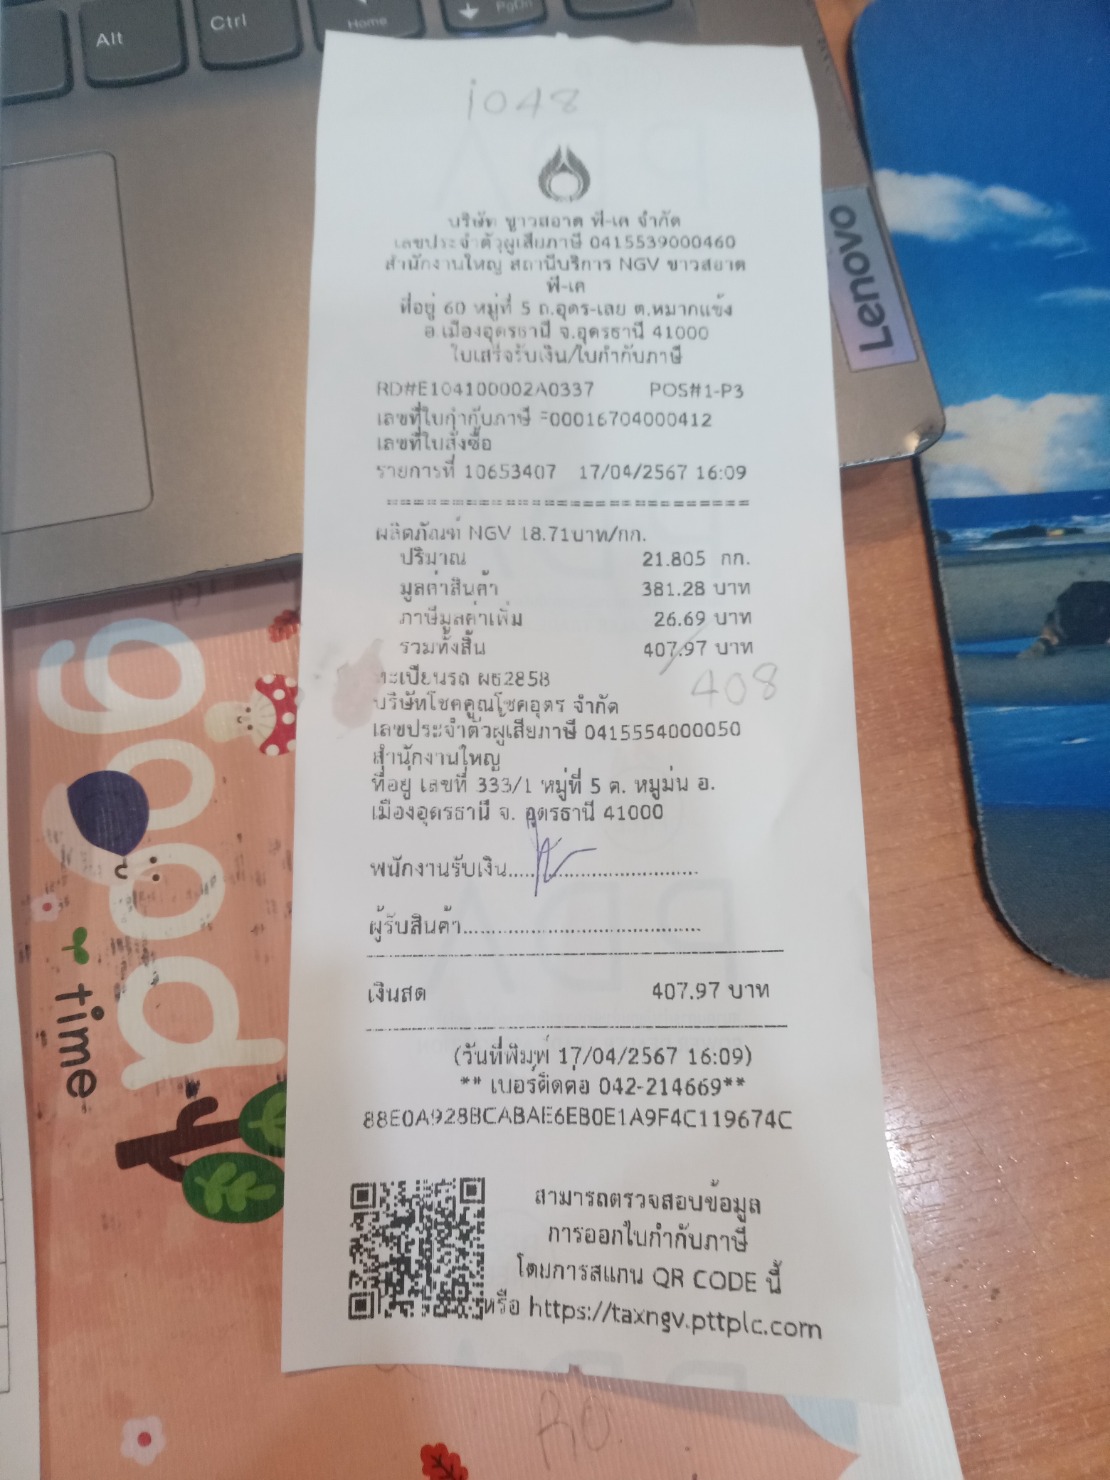 Alt
Ctrl
Home
PgDn
Lenovo
i048
บริษัท ขาวสอาด ฟี-เค จำกัด
เลขประจำตัวผู้เสียภาษี 0415539000460
สำนักงานใหญ่ สถานีบริการ NGV ขาวสอาด
ฟี-เค
ที่อยู่ 60 หมู่ที่ 5 ถ.อุดร-เลย ต.หมากแข้ง
อ.เมืองอุดรธานี จ.อุดรธานี 41000
ใบเสร็จรับเงิน/ใบกำกับภาษี
RD#E104100002A0337 POS#1-P3
เลขที่ใบกำกับภาษี =00016704000412
เลขที่ใบสั่งซื้อ
รายการที่ 10653407 17/04/2567 16:09
====================================
ผลิตภัณฑ์ NGV 18.71บาท/กก.
ปริมาณ 21.805 กก.
มูลค่าสินค้า 381.28 บาท
ภาษีมูลค่าเพิ่ม 26.69 บาท
รวมทั้งสิ้น 407.97 บาท
408
ทะเบียนรถ ผธ2858
บริษัทโชคคูณโชคอุดร จำกัด
เลขประจำตัวผู้เสียภาษี 0415554000050
สำนักงานใหญ่
ที่อยู่ เลขที่ 333/1 หมู่ที่ 5 ต. หมูม่น อ.
เมืองอุดรธานี จ. อุดรธานี 41000
พนักงานรับเงิน..............................
ผู้รับสินค้า......................................
เงินสด 407.97 บาท
(วันที่พิมพ์ 17/04/2567 16:09)
** เบอร์ติดต่อ 042-214669**
88E0A928BCABAE6EB0E1A9F4C119674C
สามารถตรวจสอบข้อมูล
การออกใบกำกับภาษี
โดยการสแกน QR CODE นี้
หรือ https://taxngv.pttplc.com
good
time